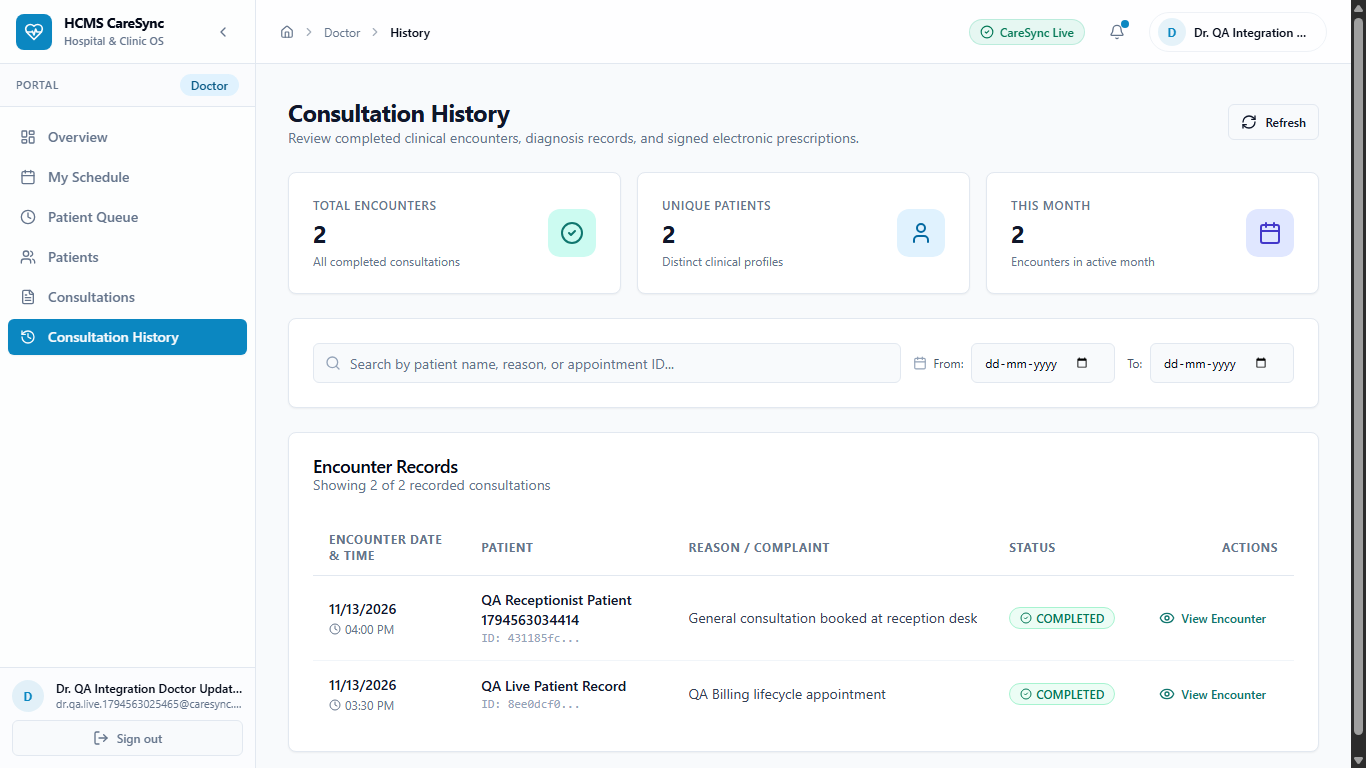 HCMS CareSync
Hospital & Clinic OS
PORTAL
Doctor
Overview
My Schedule
Patient Queue
Patients
Consultations
Consultation History
Dr. QA Integration Doctor Updat...
D
dr.qa.live.1794563025465@caresync....
Sign out
Doctor
History
CareSync Live
D
Dr. QA Integration ...
Consultation History
Review completed clinical encounters, diagnosis records, and signed electronic prescriptions.
Refresh
TOTAL ENCOUNTERS
2
All completed consultations
UNIQUE PATIENTS
2
Distinct clinical profiles
THIS MONTH
2
Encounters in active month
Search by patient name, reason, or appointment ID...
From:
dd-mm-yyyy
To:
dd-mm-yyyy
Encounter Records
Showing 2 of 2 recorded consultations
ENCOUNTER DATE
& TIME
PATIENT
REASON / COMPLAINT
STATUS
ACTIONS
11/13/2026
04:00 PM
QA Receptionist Patient
1794563034414
ID: 431185fc...
General consultation booked at reception desk
COMPLETED
View Encounter
11/13/2026
03:30 PM
QA Live Patient Record
ID: 8ee0dcf0...
QA Billing lifecycle appointment
COMPLETED
View Encounter